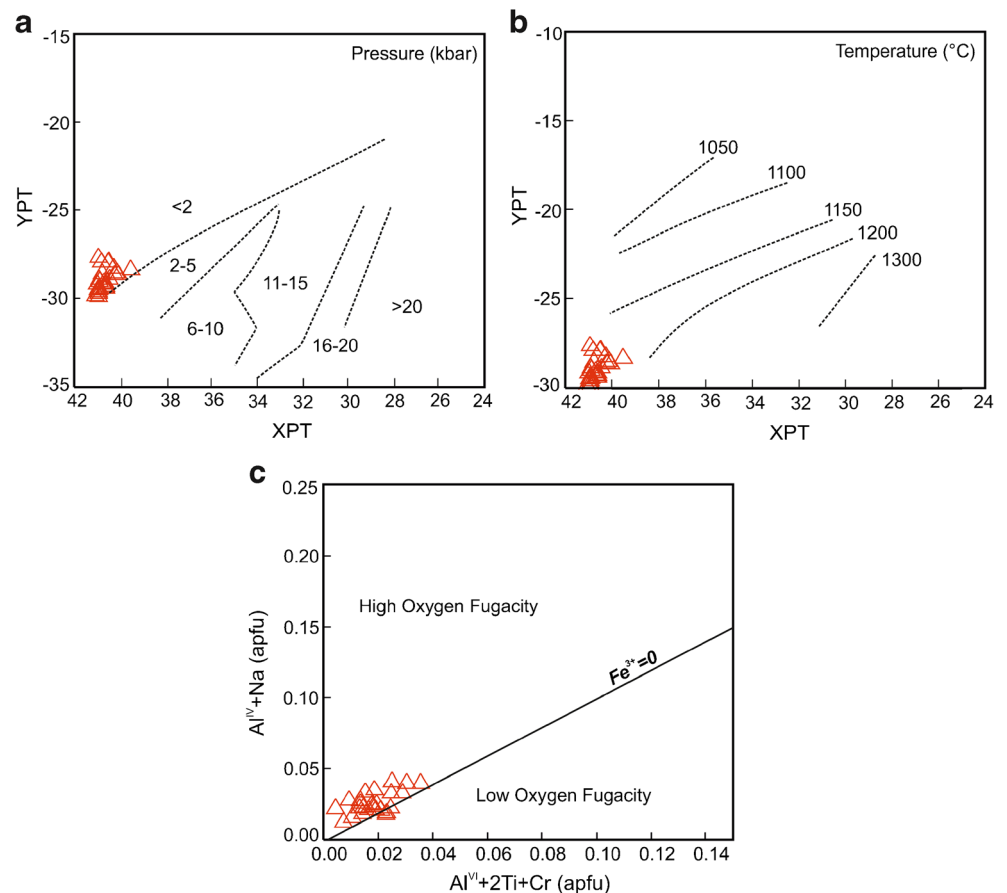 a
Pressure (kbar)
-15
-20
-25
-30
-35
YPT
<2
2-5
6-10
11-15
16-20
>20
42 40 38 36 34 32 30 28 26 24
XPT
b
Temperature (°C)
-10
-15
-20
-25
-30
YPT
1050
1100
1150
1200
1300
42 40 38 36 34 32 30 28 26 24
XPT
c
0.25
0.20
0.15
0.10
0.05
0.00
Al^IV+Na (apfu)
High Oxygen Fugacity
Fe^3+=0
Low Oxygen Fugacity
0.00 0.02 0.04 0.06 0.08 0.10 0.12 0.14
Al^VI+2Ti+Cr (apfu)